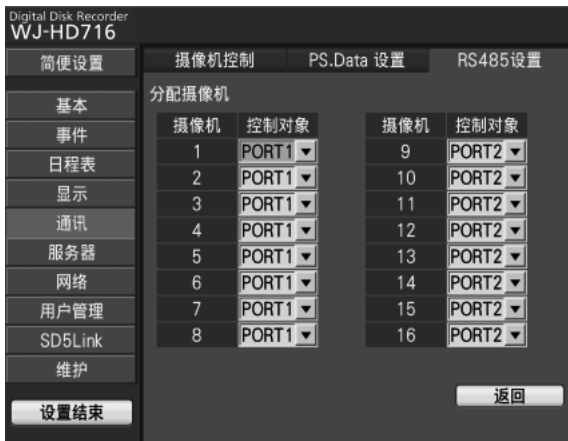 Digital Disk Recorder
WJ-HD716
简便设置
基本
事件
日程表
显示
通讯
服务器
网络
用户管理
SD5Link
维护
设置结束
摄像机控制 PS.Data 设置 RS485设置
分配摄像机
摄像机 控制对象 摄像机 控制对象
1 PORT1 9 PORT2
2 PORT1 10 PORT2
3 PORT1 11 PORT2
4 PORT1 12 PORT2
5 PORT1 13 PORT2
6 PORT1 14 PORT2
7 PORT1 15 PORT2
8 PORT1 16 PORT2
返回